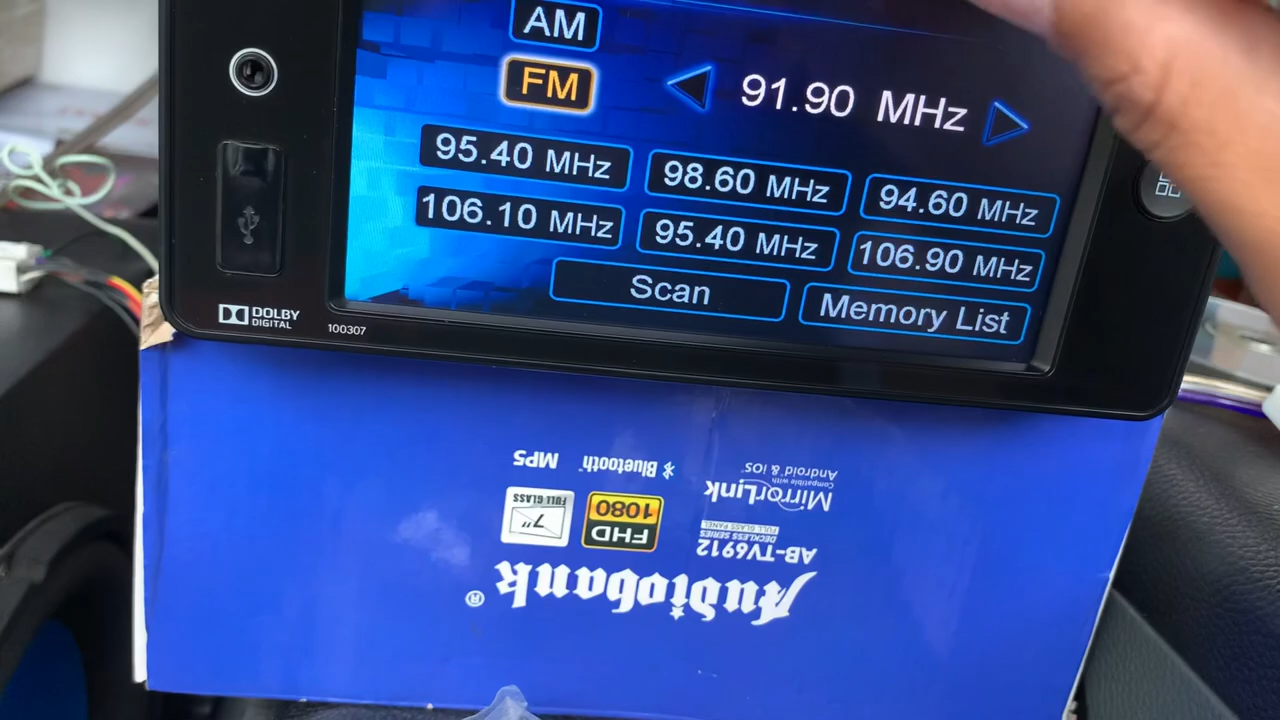 AM
FM
91.90 MHz
95.40 MHz
98.60 MHz
94.60 MHz
106.10 MHz
95.40 MHz
106.90 MHz
Scan
Memory List
DOLBY
DIGITAL
100307
Audiobank®
AB-TV6912
DECKLESS SERIES
FULL GLASS PANEL
FHD
1080
7"
FULL GLASS
MirrorLink
Compatible with
Android & iOS
Bluetooth
MP5